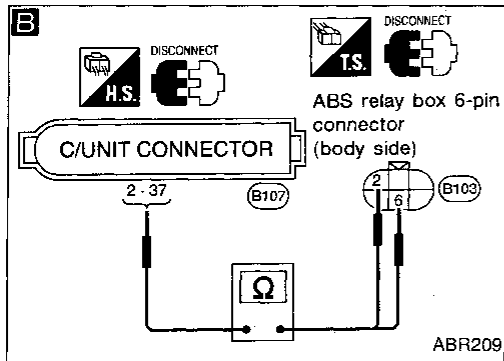 B
DISCONNECT
H.S.
DISCONNECT
T.S.
ABS relay box 6-pin
connector
(body side)
C/UNIT CONNECTOR
2 - 37
B107
2
6
B103
Ω
ABR209